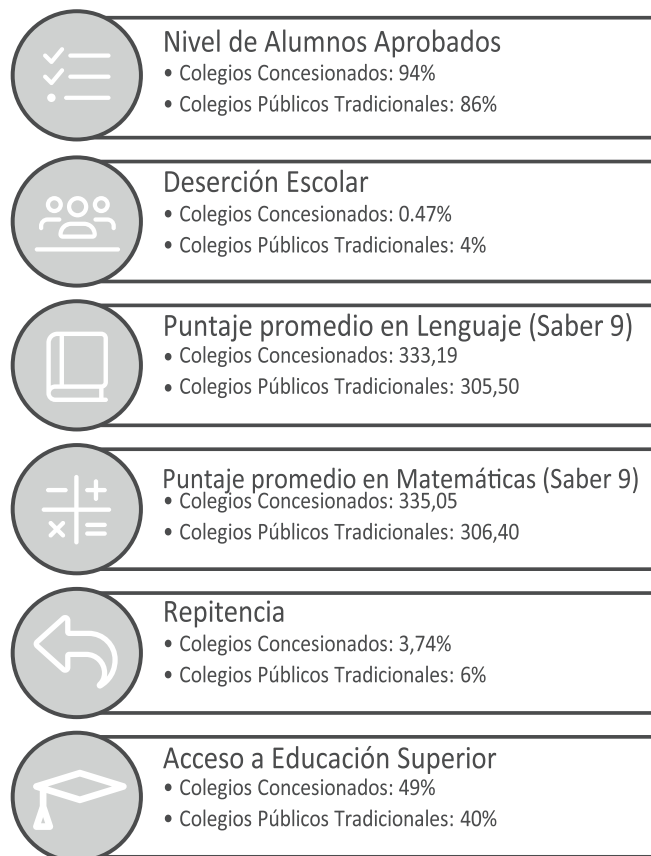 Nivel de Alumnos Aprobados
• Colegios Concesionados: 94%
• Colegios Públicos Tradicionales: 86%
Deserción Escolar
• Colegios Concesionados: 0.47%
• Colegios Públicos Tradicionales: 4%
Puntaje promedio en Lenguaje (Saber 9)
• Colegios Concesionados: 333,19
• Colegios Públicos Tradicionales: 305,50
Puntaje promedio en Matemáticas (Saber 9)
• Colegios Concesionados: 335,05
• Colegios Públicos Tradicionales: 306,40
Repitencia
• Colegios Concesionados: 3,74%
• Colegios Públicos Tradicionales: 6%
Acceso a Educación Superior
• Colegios Concesionados: 49%
• Colegios Públicos Tradicionales: 40%